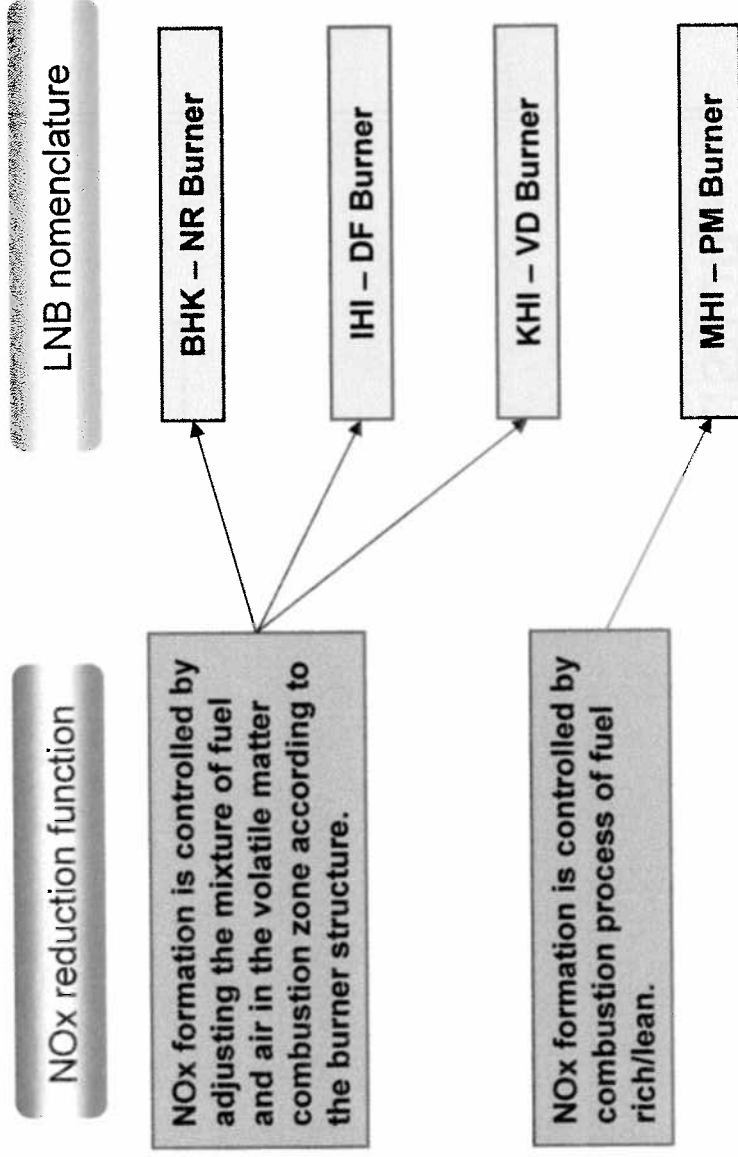 NOx reduction function
LNB nomenclature
NOx formation is controlled by
adjusting the mixture of fuel
and air in the volatile matter
combustion zone according to
the burner structure.
BHK – NR Burner
IHI – DF Burner
KHI – VD Burner
NOx formation is controlled by
combustion process of fuel
rich/lean.
MHI – PM Burner